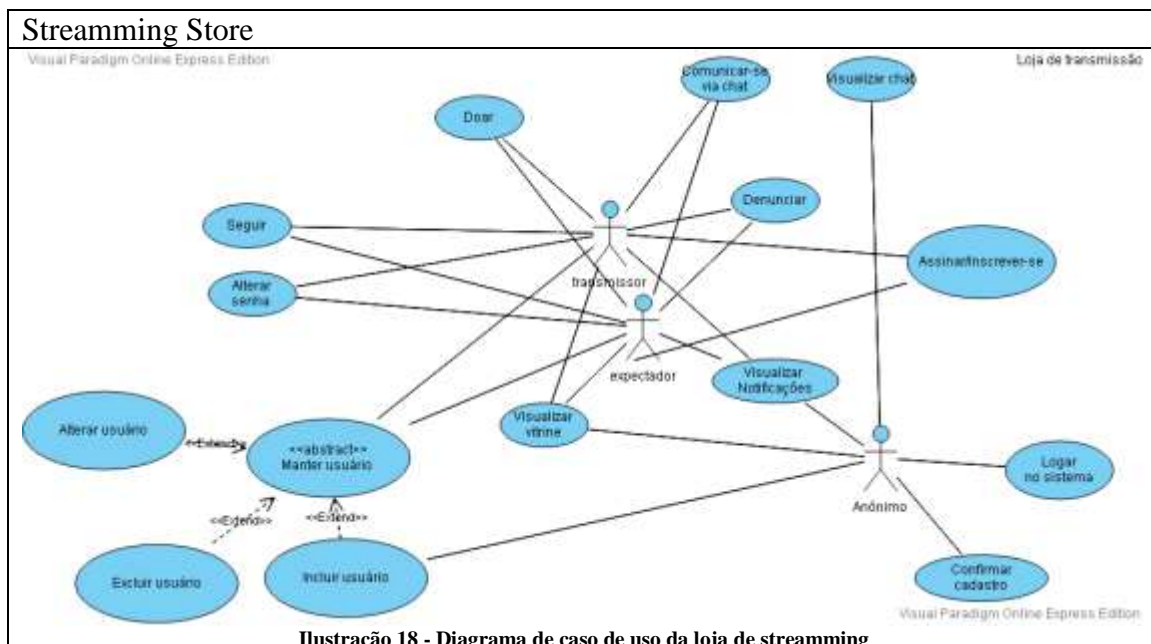 Streamming Store
Visual Paradigm Online Express Edition
Loja de transmissão
Comunicar-se
via chat
Visualizar chat
Doar
Denunciar
Seguir
Assinar/Inscrever-se
Alterar
senha
transmissor
expectador
Visualizar
Notificações
Visualizar
vitrine
Alterar usuário
<<Extend>>
<<abstract>>
Manter usuário
Logar
no sistema
Anônimo
<<Extend>>
<<Extend>>
Excluir usuário
Incluir usuário
Confirmar
cadastro
Visual Paradigm Online Express Edition
Ilustração 18 - Diagrama de caso de uso da loja de streamming